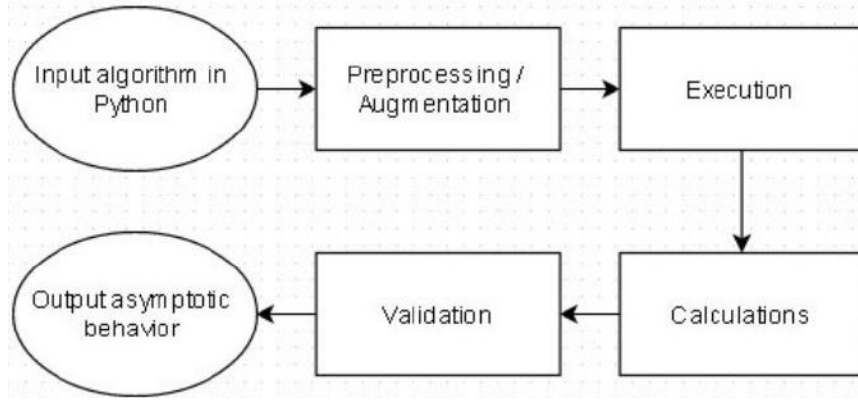 Input algorithm in
Python
Preprocessing /
Augmentation
Execution
Output asymptotic
behavior
Validation
Calculations